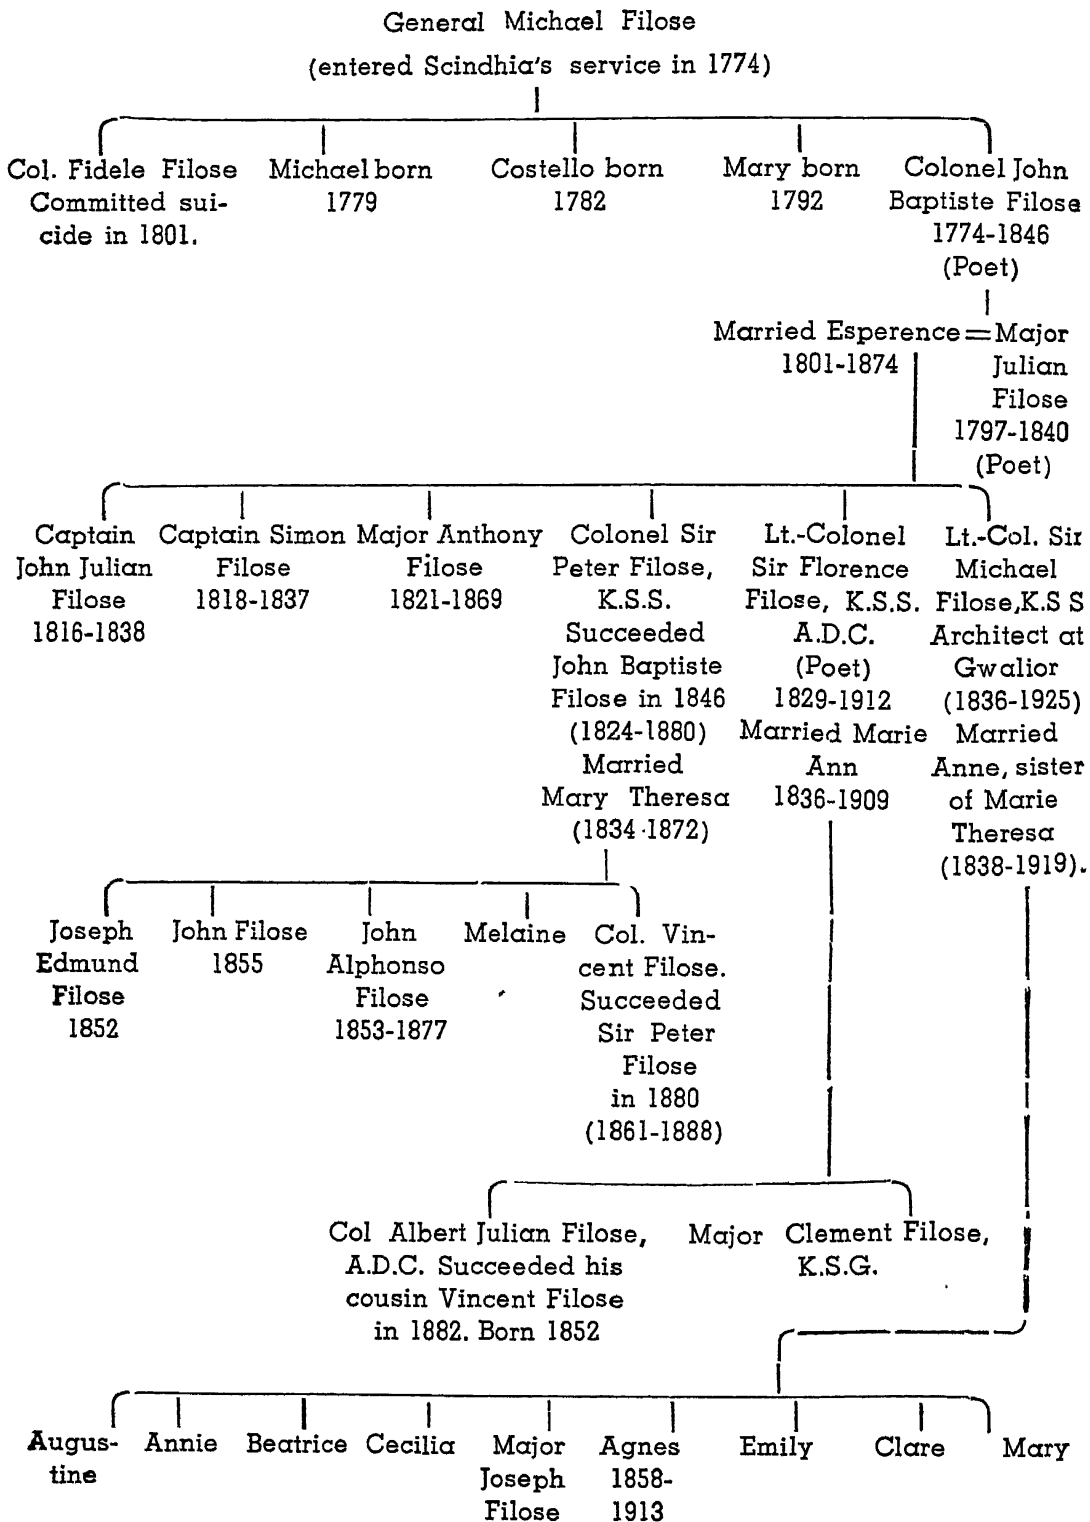 General Michael Filose
(entered Scindhia's service in 1774)
Col. Fidele Filose
Committed sui-
cide in 1801.
Michael born
1779
Costello born
1782
Mary born
1792
Colonel John
Baptiste Filose
1774-1846
(Poet)
Married Esperence = Major
1801-1874
Julian
Filose
1797-1840
(Poet)
Captain
John Julian
Filose
1816-1838
Captain Simon
Filose
1818-1837
Major Anthony
Filose
1821-1869
Colonel Sir
Peter Filose,
K.S.S.
Succeeded
John Baptiste
Filose in 1846
(1824-1880)
Married
Mary Theresa
(1834-1872)
Lt.-Colonel
Sir Florence
Filose, K.S.S.
A.D.C.
(Poet)
1829-1912
Married Marie
Ann
1836-1909
Lt.-Col. Sir
Michael
Filose, K.S S
Architect at
Gwalior
(1836-1925)
Married
Anne, sister
of Marie
Theresa
(1838-1919).
Joseph
Edmund
Filose
1852
John Filose
1855
John
Alphonso
Filose
1853-1877
Melaine
Col. Vin-
cent Filose.
Succeeded
Sir Peter
Filose
in 1880
(1861-1888)
Col Albert Julian Filose,
A.D.C. Succeeded his
cousin Vincent Filose
in 1882. Born 1852
Major Clement Filose,
K.S.G.
Augus-
tine
Annie
Beatrice
Cecilia
Major
Joseph
Filose
Agnes
1858-
1913
Emily
Clare
Mary